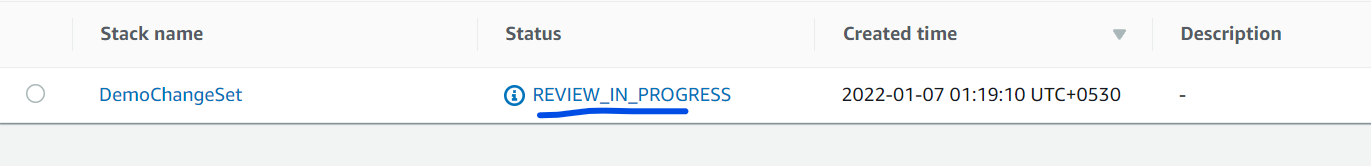 Stack name Status Created time Description
DemoChangeSet REVIEW_IN_PROGRESS 2022-01-07 01:19:10 UTC+0530 -